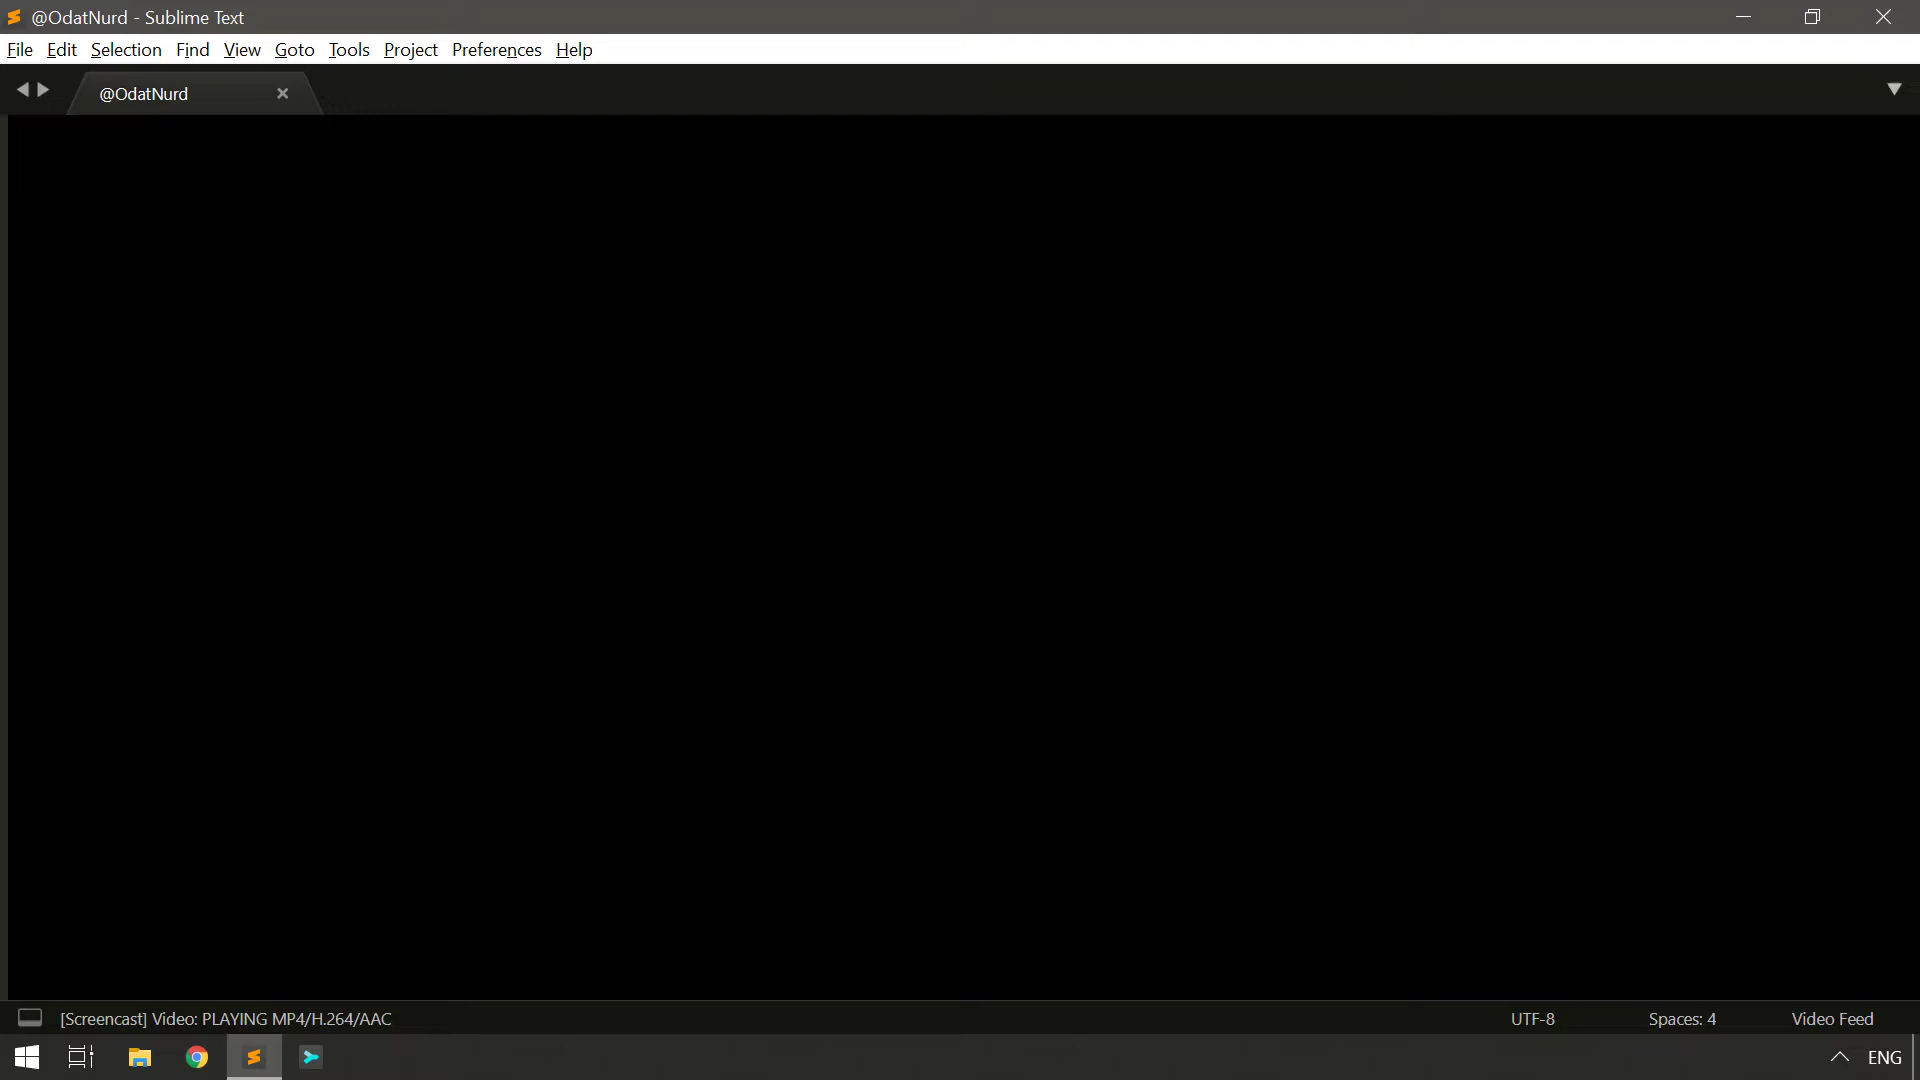 @OdatNurd - Sublime Text
File Edit Selection Find View Goto Tools Project Preferences Help
@OdatNurd
[Screencast] Video: PLAYING MP4/H.264/AAC UTF-8 Spaces: 4 Video Feed
ENG